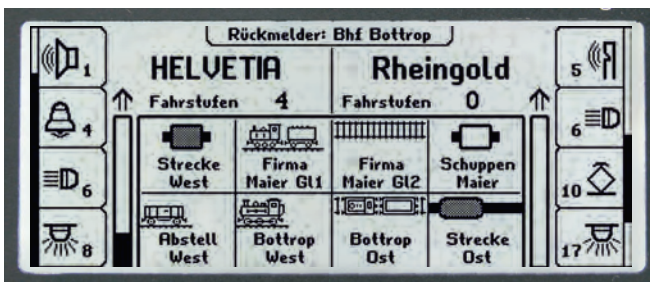 Rückmelder: Bhf Bottrop
HELVETIA Rheingold
Fahrstufen 4 Fahrstufen 0
1
4
6
8
5
6
10
17
Strecke West
Firma Maier Gl1
Firma Maier Gl2
Schuppen Maier
Abstell West
Bottrop West
Bottrop Ost
Strecke Ost